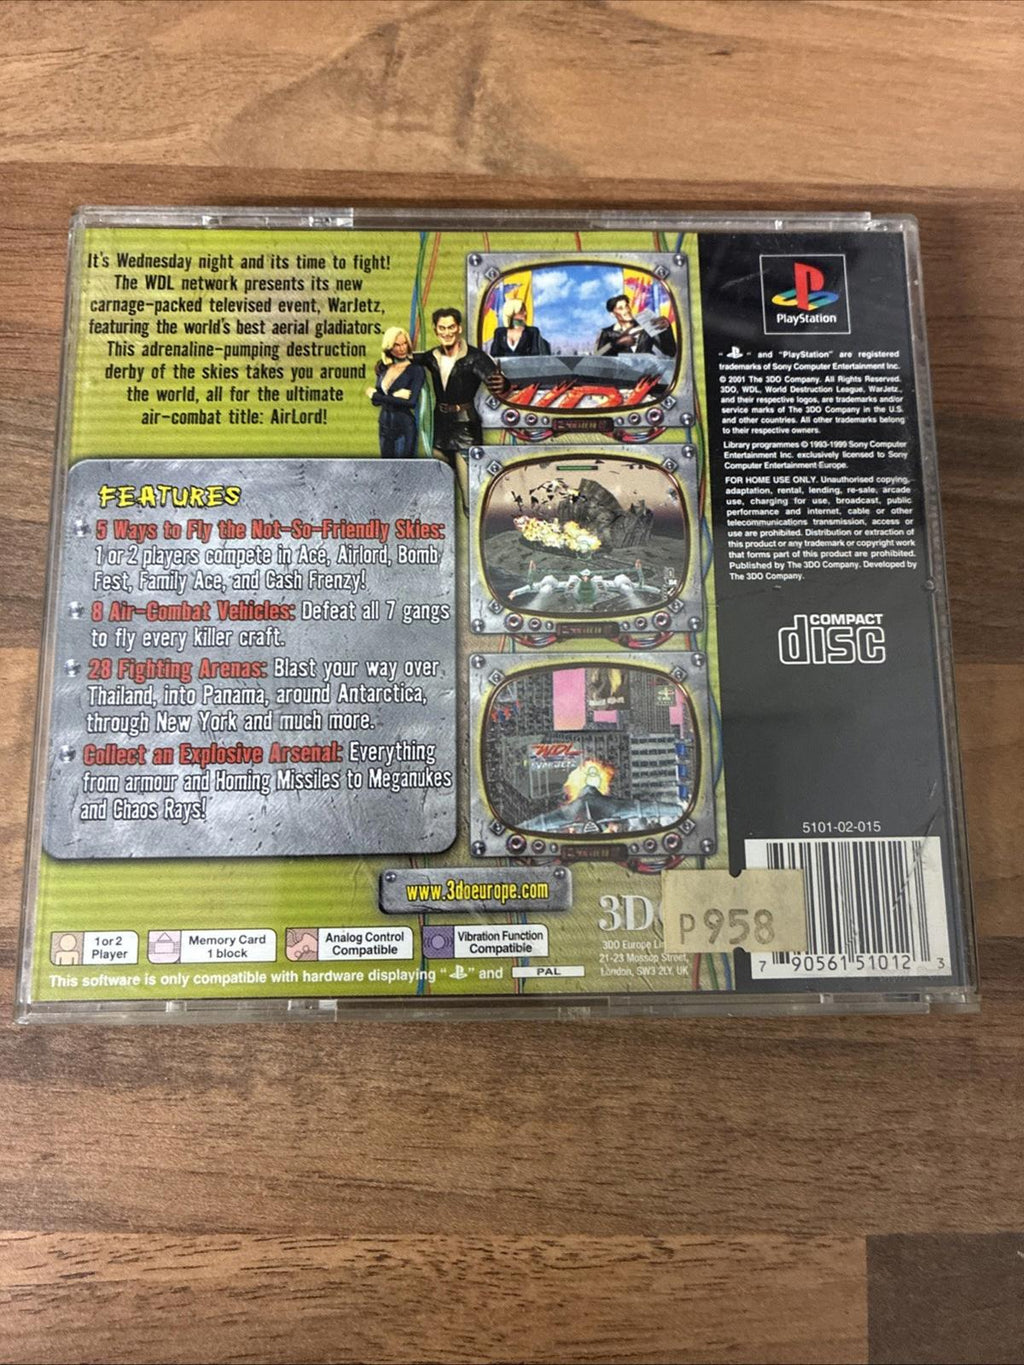 It's Wednesday night and its time to fight!
The WDL network presents its new
carnage-packed televised event, WarJetz,
featuring the world's best aerial gladiators.
This adrenaline-pumping destruction
derby of the skies takes you around
the world, all for the ultimate
air-combat title: AirLord!
FEATURES
5 Ways to Fly the Not-So-Friendly Skies:
1 or 2 players compete in Ace, Airlord, Bomb
Fest, Family Ace, and Cash Frenzy!
8 Air-Combat Vehicles: Defeat all 7 gangs
to fly every killer craft.
28 Fighting Arenas: Blast your way over
Thailand, into Panama, around Antarctica,
through New York and much more.
Collect an Explosive Arsenal: Everything
from armour and Homing Missiles to Meganukes
and Chaos Rays!
WDL
WDL
www.3doeurope.com
1 or 2
Player
Memory Card
1 block
Analog Control
Compatible
Vibration Function
Compatible
This software is only compatible with hardware displaying " " and PAL
PlayStation
" " and "PlayStation" are registered
trademarks of Sony Computer Entertainment Inc.
© 2001 The 3DO Company. All Rights Reserved.
3DO, WDL, World Destruction League, WarJetz,
and their respective logos, are trademarks and/or
service marks of The 3DO Company in the U.S.
and other countries. All other trademarks belong
to their respective owners.
Library programmes © 1993-1999 Sony Computer
Entertainment Inc. exclusively licensed to Sony
Computer Entertainment Europe.
FOR HOME USE ONLY. Unauthorised copying,
adaptation, rental, lending, re-sale, arcade
use, charging for use, broadcast, public
performance and internet, cable or other
telecommunications transmission, access or
use are prohibited. Distribution or extraction of
this product or any trademark or copyright work
that forms part of this product are prohibited.
Published by The 3DO Company. Developed by
The 3DO Company.
COMPACT
disc
5101-02-015
3D
P958
3DO Europe
21-23 Mossop Street,
London, SW3 2LY, UK
7 90561 51012 3